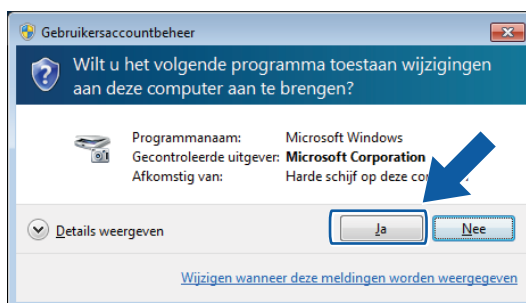 Gebruikersaccountbeheer
Wilt u het volgende programma toestaan wijzigingen
aan deze computer aan te brengen?
Programmanaam: Microsoft Windows
Gecontroleerde uitgever: Microsoft Corporation
Afkomstig van: Harde schijf op deze
Details weergeven
Ja
Nee
Wijzigen wanneer deze meldingen worden weergegeven